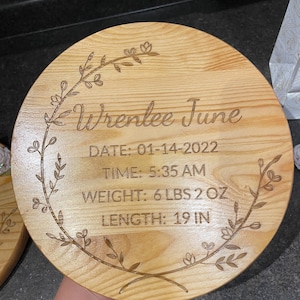 Wrenlee June
DATE: 01-14-2022
TIME: 5:35 AM
WEIGHT: 6 LBS 2 OZ
LENGTH: 19 IN